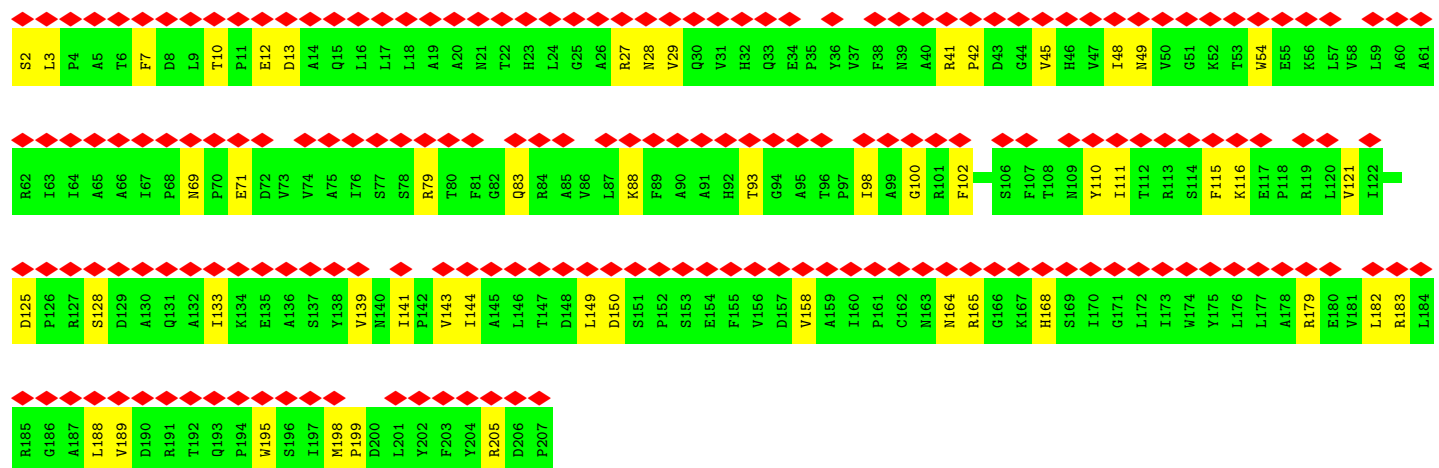 S2 L3 P4 A5 T6 F7 D8 L9 T10 P11 E12 D13 A14 Q15 L16 L17 L18 A19 A20 N21 T22 H23 L24 G25 A26 R27 N28 V29 Q30 V31 H32 Q33 E34 P35 Y36 V37 F38 N39 A40 R41 P42 D43 G44 V45 H46 V47 I48 N49 V50 G51 K52 T53 W54 E55 K56 L57 V58 L59 A60 A61
R62 I63 I64 A65 A66 I67 P68 N69 P70 E71 D72 V73 V74 A75 I76 S77 S78 R79 T80 F81 G82 Q83 R84 A85 V86 L87 K88 F89 A90 A91 H92 T93 G94 A95 T96 P97 I98 A99 G100 R101 F102 S106 F107 T108 N109 Y110 I111 T112 R113 S114 F115 K116 E117 P118 R119 L120 V121 I122
D125 P126 R127 S128 D129 A130 Q131 A132 I133 K134 E135 A136 S137 Y138 V139 N140 I141 P142 V143 I144 A145 L146 T147 D148 L149 D150 S151 P152 S153 E154 F155 V156 D157 V158 A159 I160 P161 C162 N163 N164 R165 G166 K167 H168 S169 I170 G171 L172 I173 W174 Y175 L176 L177 A178 R179 E180 V181 L182 R183 L184
R185 G186 A187 L188 V189 D190 R191 T192 Q193 P194 W195 S196 I197 M198 P199 D200 L201 Y202 F203 Y204 R205 D206 P207